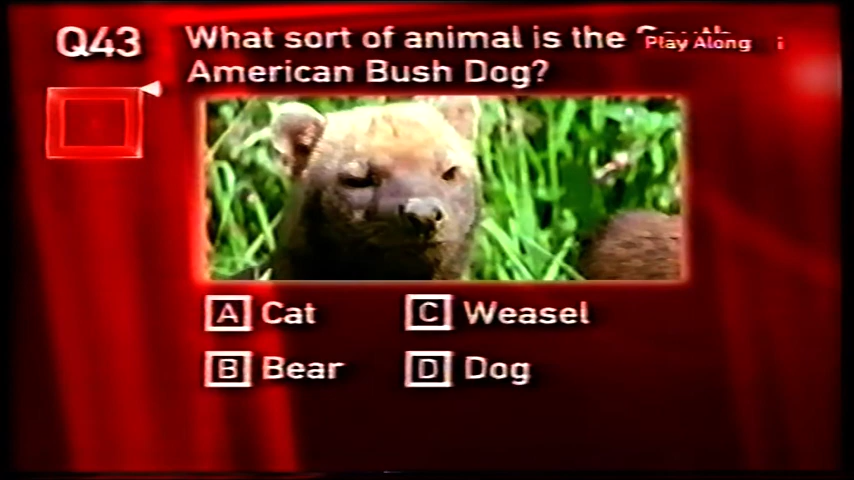 Q43
What sort of animal is the
Play Along i
American Bush Dog?
A Cat
C Weasel
B Bear
D Dog